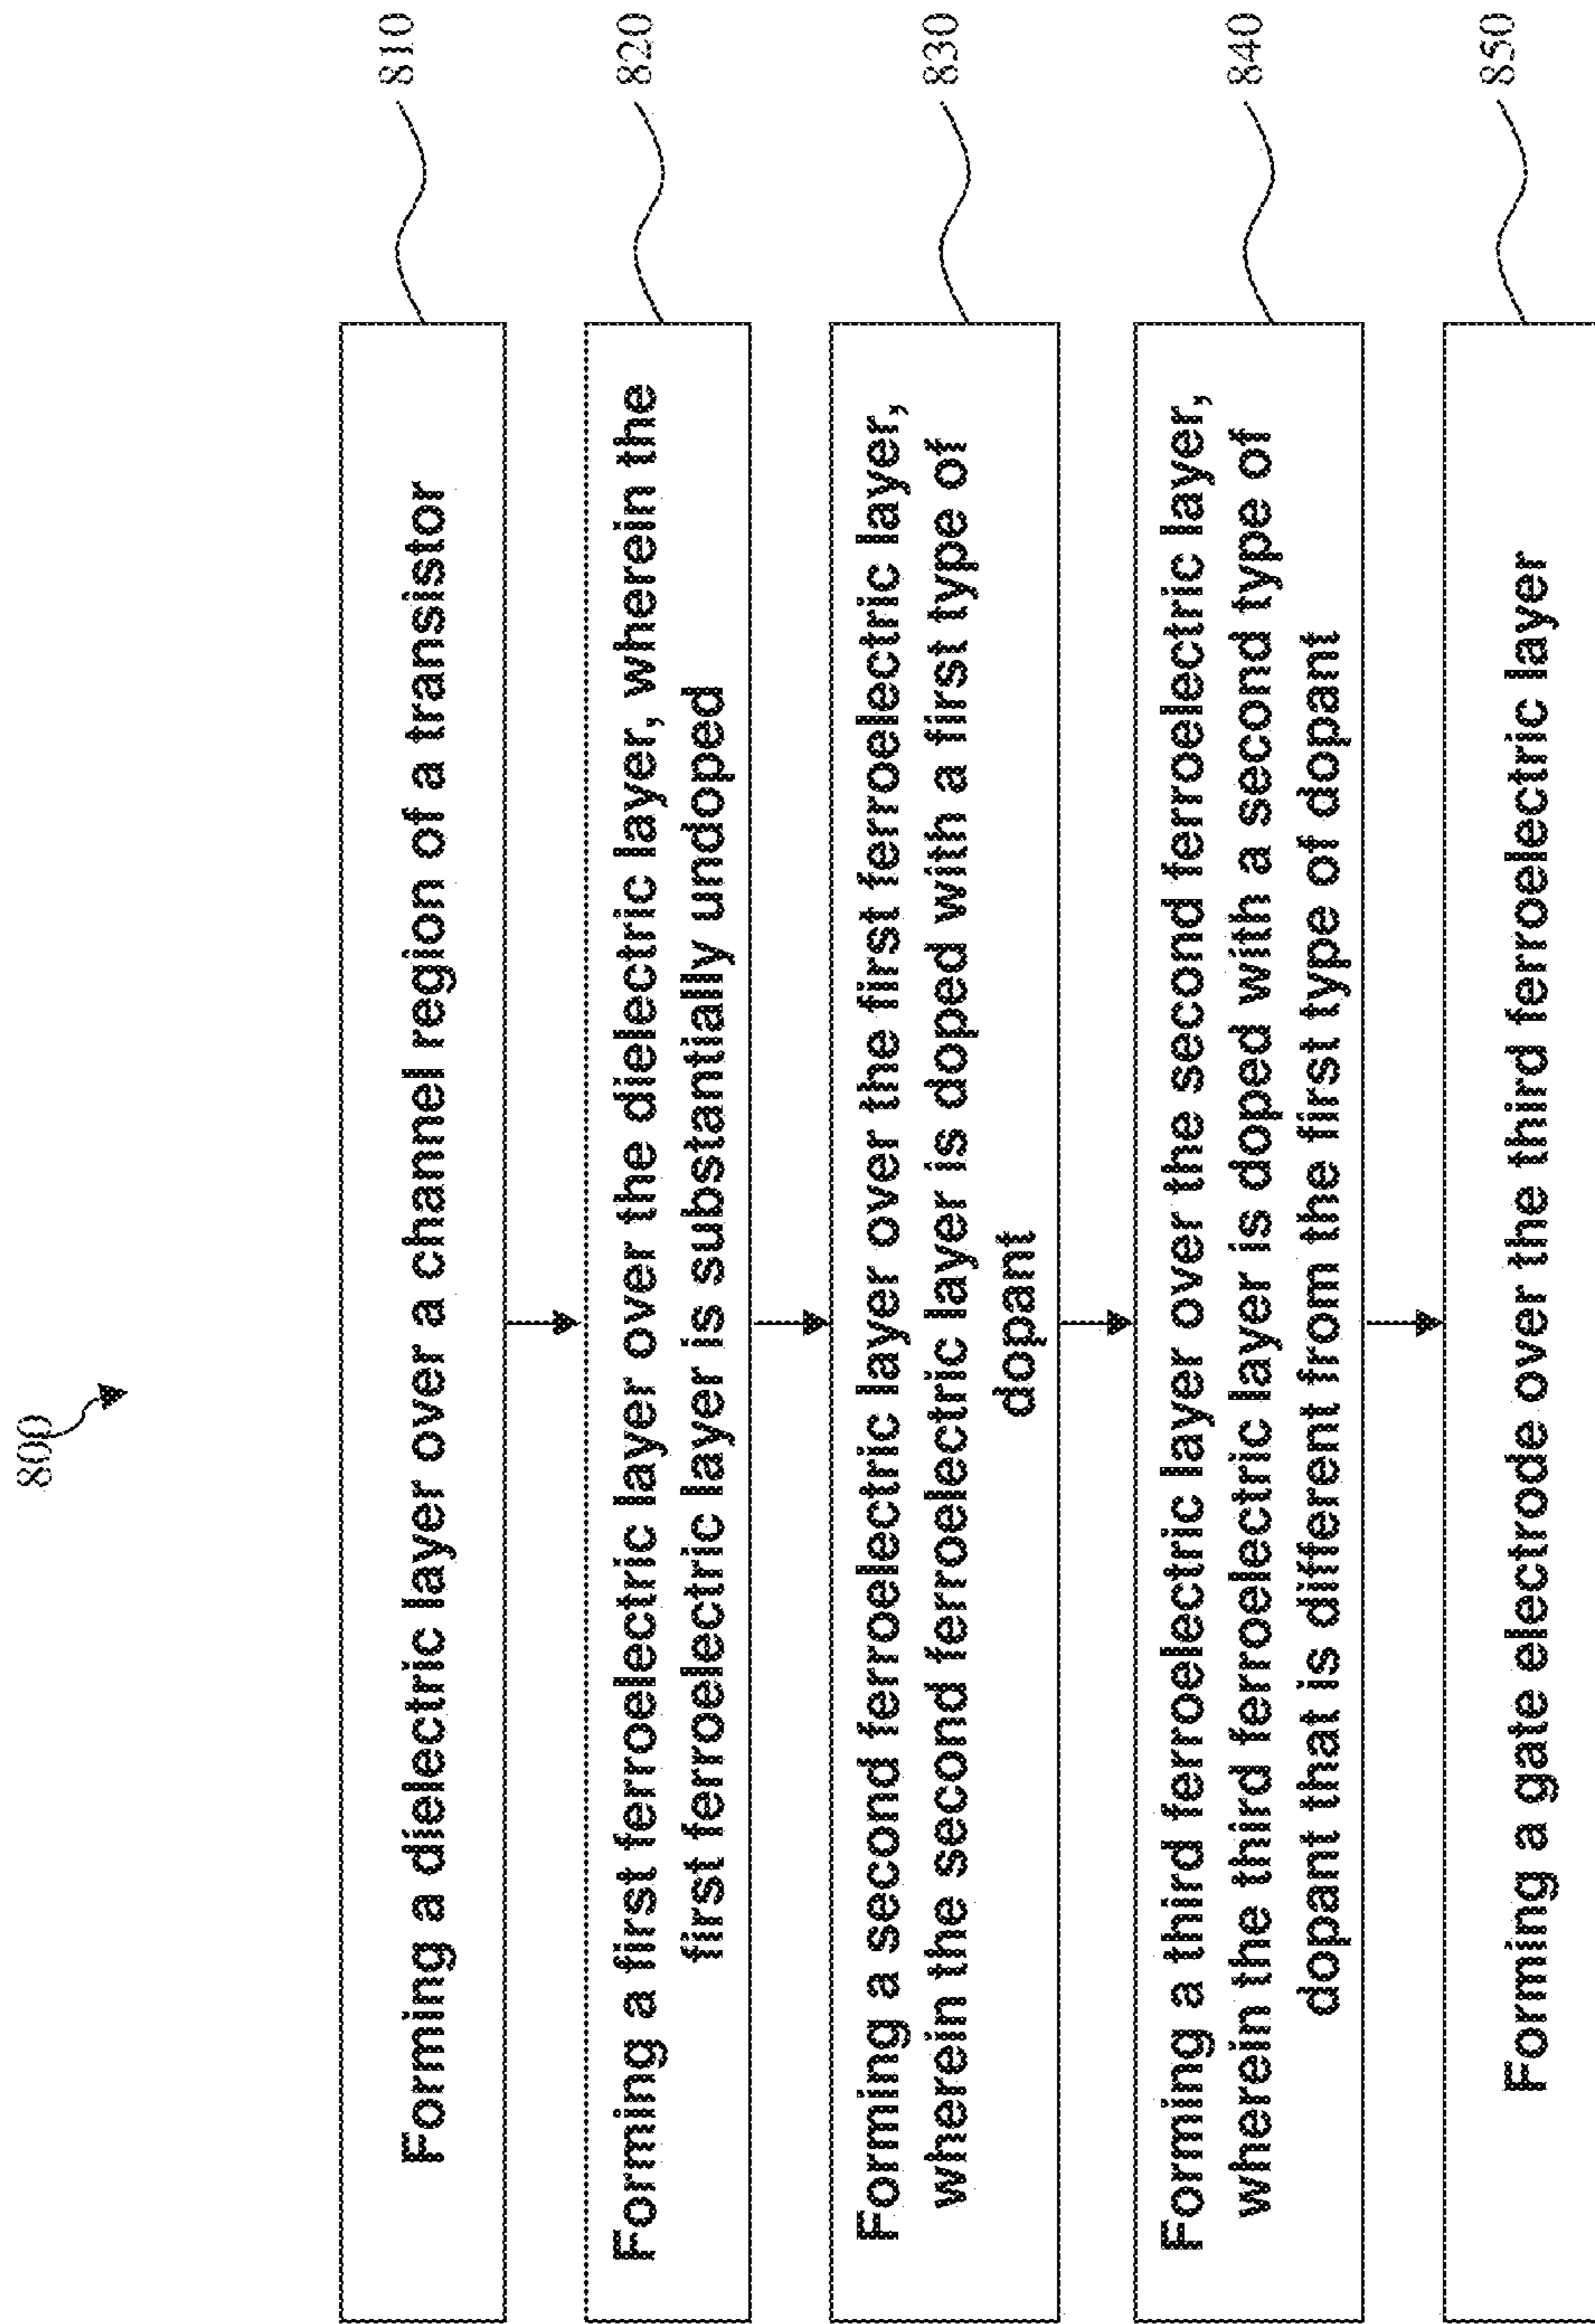 800
Forming a dielectric layer over a channel region of a transistor
810
Forming a first ferroelectric layer over the dielectric layer, wherein the
first ferroelectric layer is substantially undoped
820
Forming a second ferroelectric layer over the first ferroelectric layer,
wherein the second ferroelectric layer is doped with a first type of
dopant
830
Forming a third ferroelectric layer over the second ferroelectric layer,
wherein the third ferroelectric layer is doped with a second type of
dopant that is different from the first type of dopant
840
Forming a gate electrode over the third ferroelectric layer
850